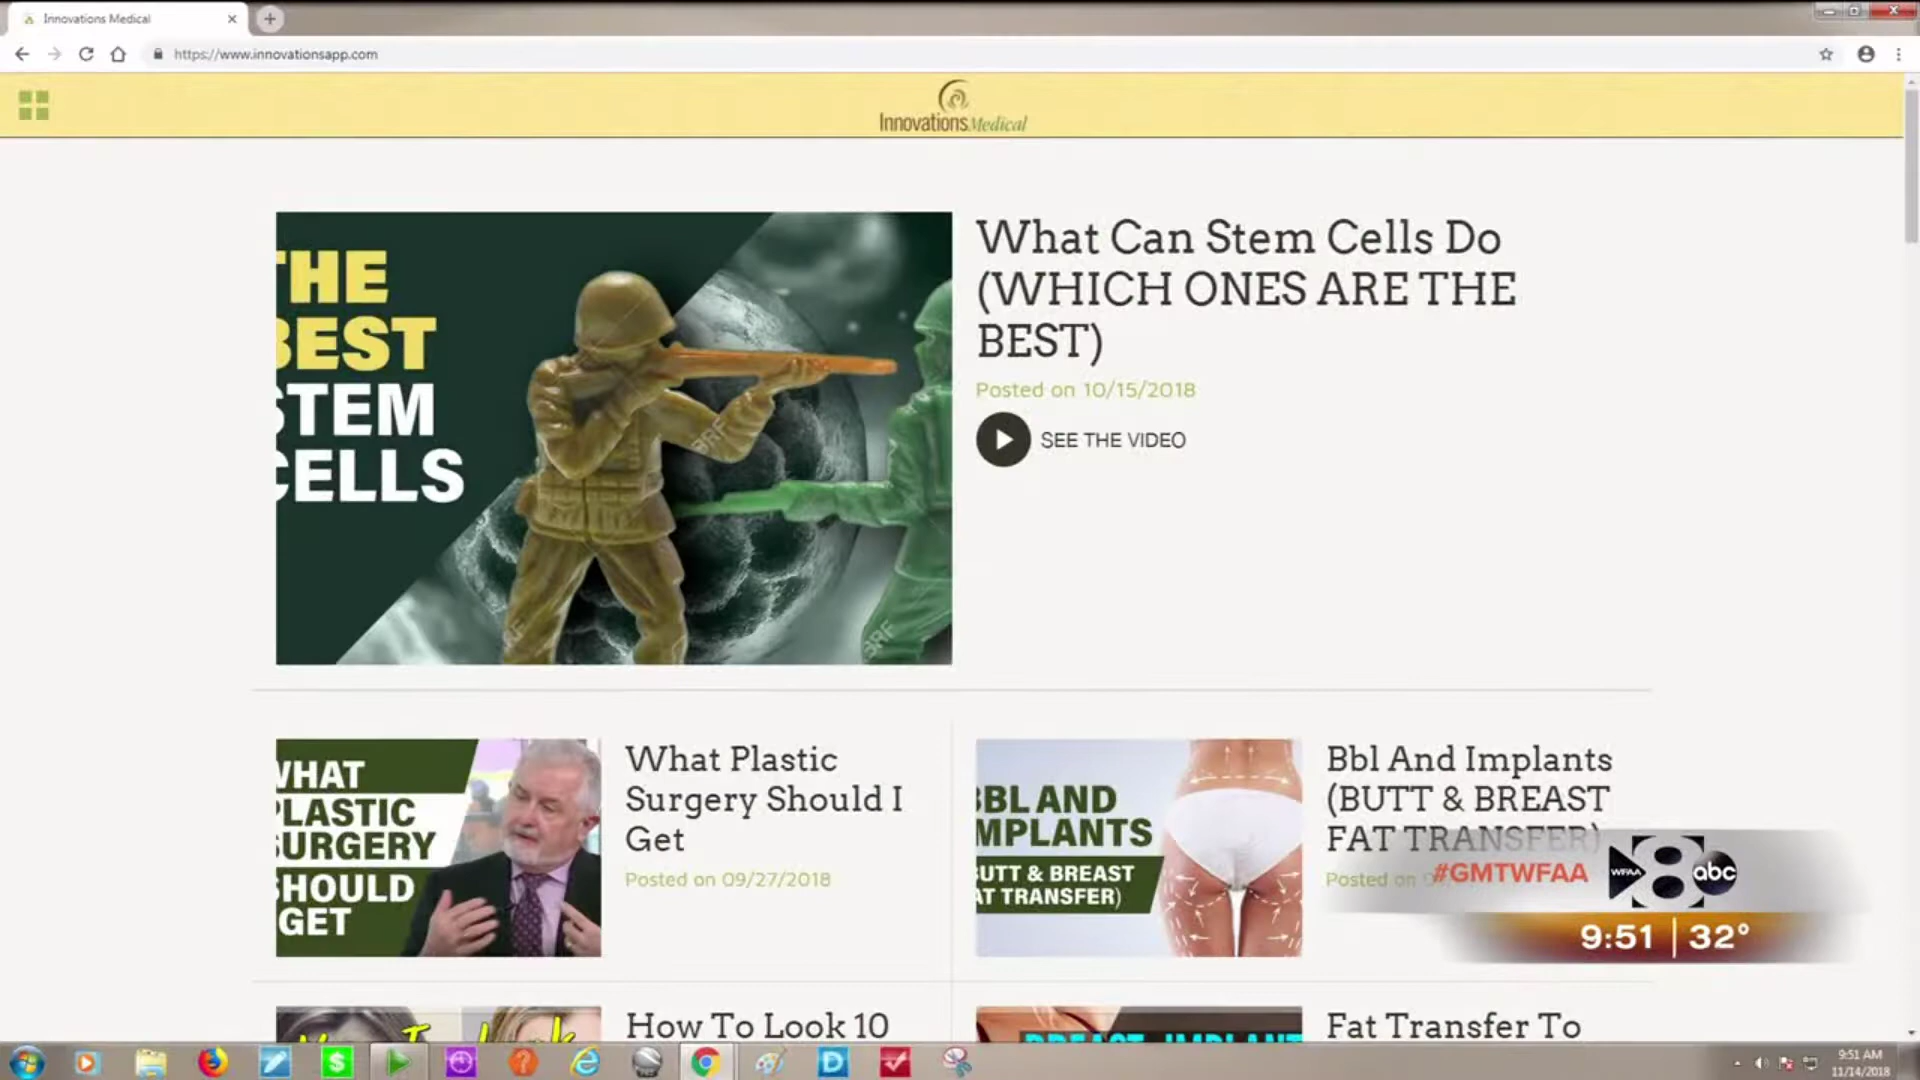 Innovations Medical
https://www.innovationsapp.com
InnovationsMedical
THE
BEST
STEM
CELLS
What Can Stem Cells Do
(WHICH ONES ARE THE
BEST)
Posted on 10/15/2018
SEE THE VIDEO
WHAT
PLASTIC
SURGERY
SHOULD
I GET
What Plastic
Surgery Should I
Get
Posted on 09/27/2018
BBL AND
IMPLANTS
(BUTT & BREAST
FAT TRANSFER)
Bbl And Implants
(BUTT & BREAST
FAT TRANSFER)
Posted on
#GMTWFAA
WFAA 8 abc
9:51 32°
How To Look 10
BREAST IMPLANT
Fat Transfer To
9:51 AM
11/14/2018